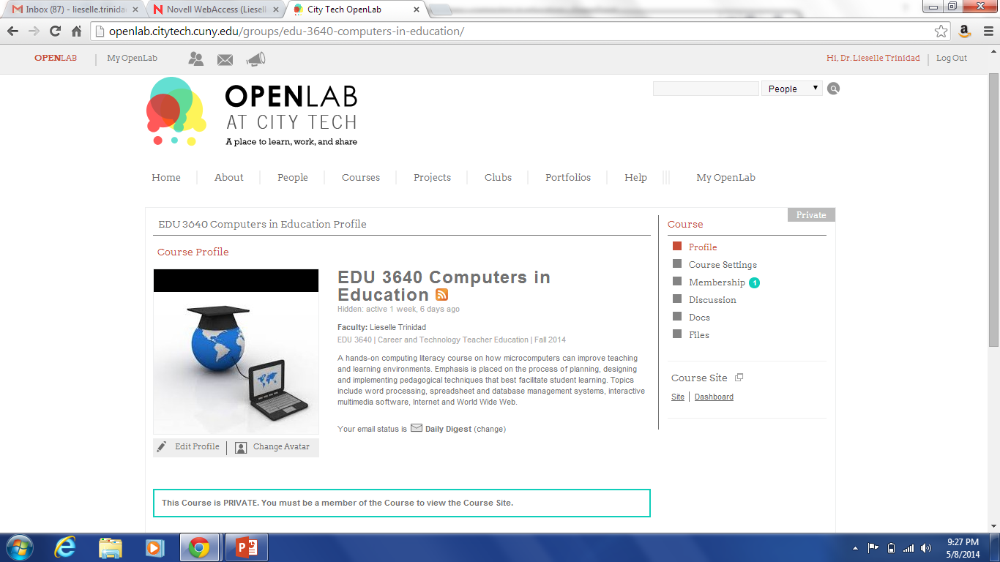 Inbox (87) - lieselle.trinidad
Novell WebAccess (Liesell
City Tech OpenLab
openlab.citytech.cuny.edu/groups/edu-3640-computers-in-education/
OPENLAB
My OpenLab
Hi, Dr. Lieselle Trinidad
Log Out
OPENLAB
AT CITY TECH
A place to learn, work, and share
People
Home
About
People
Courses
Projects
Clubs
Portfolios
Help
My OpenLab
EDU 3640 Computers in Education Profile
Private
Course
Course Profile
Profile
Course Settings
Membership 1
Discussion
Docs
Files
Course Site
Site | Dashboard
EDU 3640 Computers in
Education
Hidden: active 1 week, 6 days ago
Faculty: Lieselle Trinidad
EDU 3640 | Career and Technology Teacher Education | Fall 2014
A hands-on computing literacy course on how microcomputers can improve teaching
and learning environments. Emphasis is placed on the process of planning, designing
and implementing pedagogical techniques that best facilitate student learning. Topics
include word processing, spreadsheet and database management systems, interactive
multimedia software, Internet and World Wide Web.
Your email status is Daily Digest (change)
Edit Profile
Change Avatar
This Course is PRIVATE. You must be a member of the Course to view the Course Site.
9:27 PM
5/8/2014